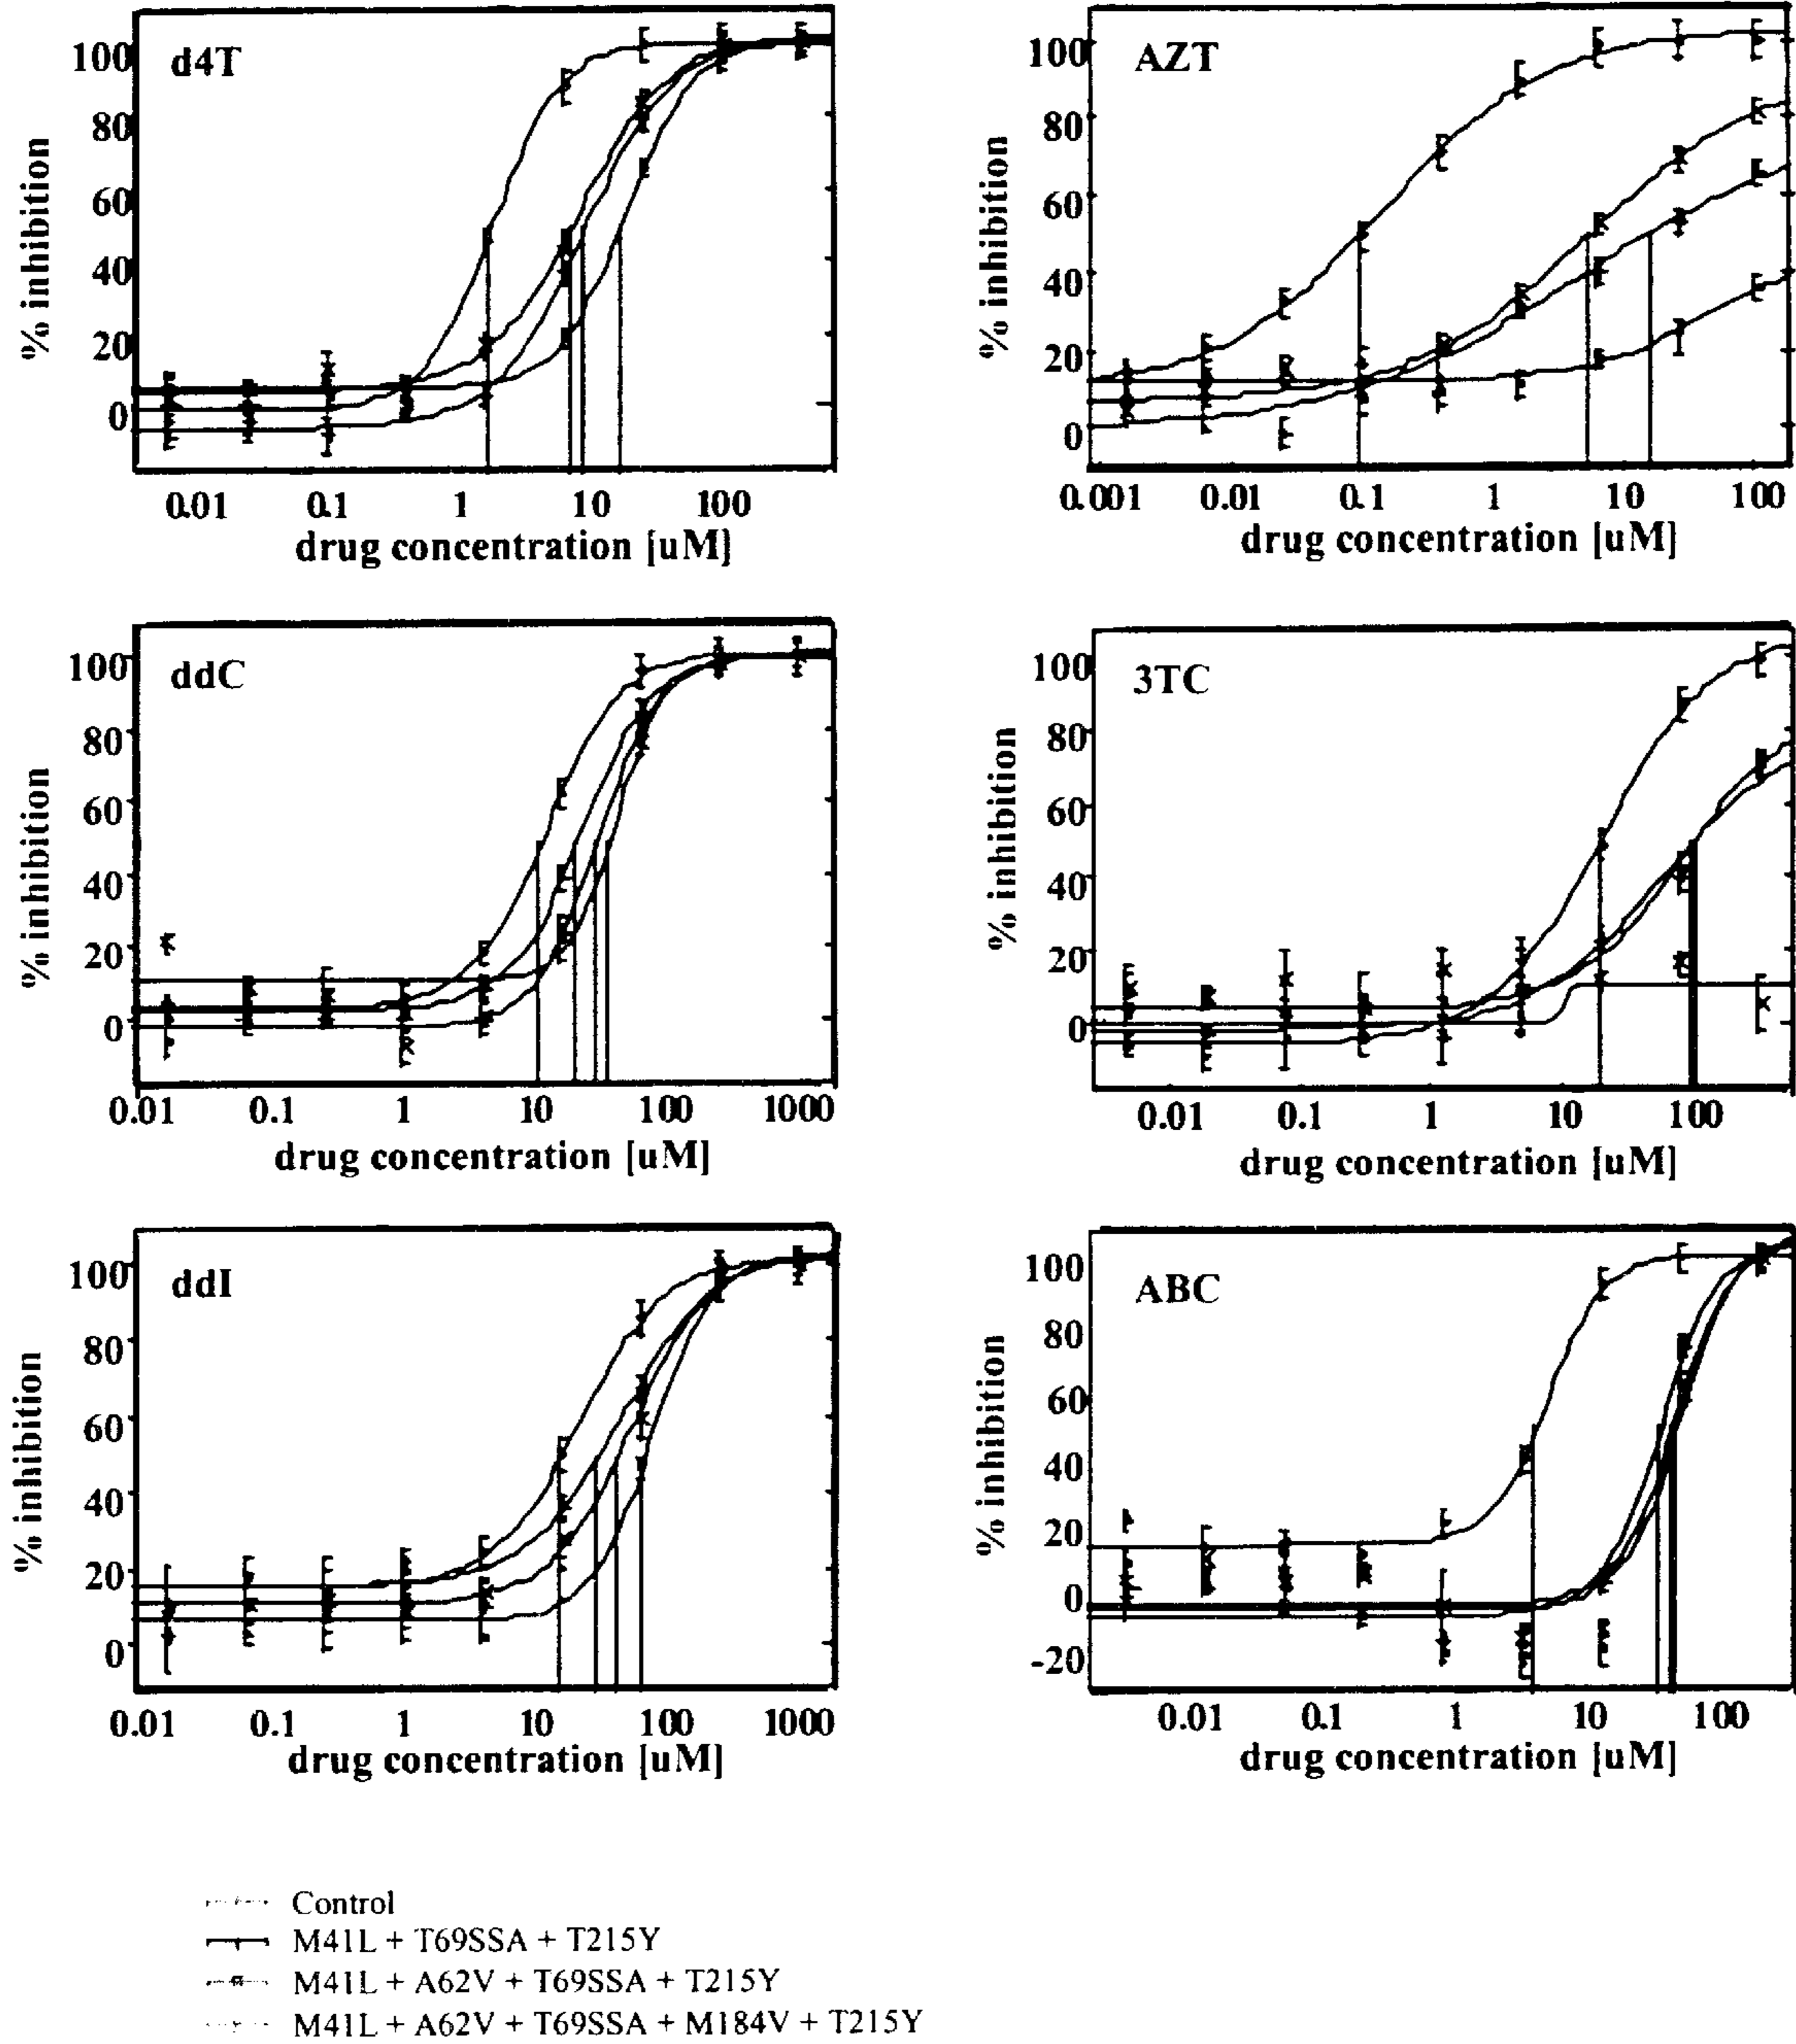 d4T
% inhibition
100
80
60
40
20
0
0.01 0.1 1 10 100
drug concentration [uM]
AZT
% inhibition
100
80
60
40
20
0
0.001 0.01 0.1 1 10 100
drug concentration [uM]
ddC
% inhibition
100
80
60
40
20
0
0.01 0.1 1 10 100 1000
drug concentration [uM]
3TC
% inhibition
100
80
60
40
20
0
0.01 0.1 1 10 100
drug concentration [uM]
ddI
% inhibition
100
80
60
40
20
0
0.01 0.1 1 10 100 1000
drug concentration [uM]
ABC
% inhibition
100
80
60
40
20
0
-20
0.01 0.1 1 10 100
drug concentration [uM]
Control
M41L + T69SSA + T215Y
M41L + A62V + T69SSA + T215Y
M41L + A62V + T69SSA + M184V + T215Y